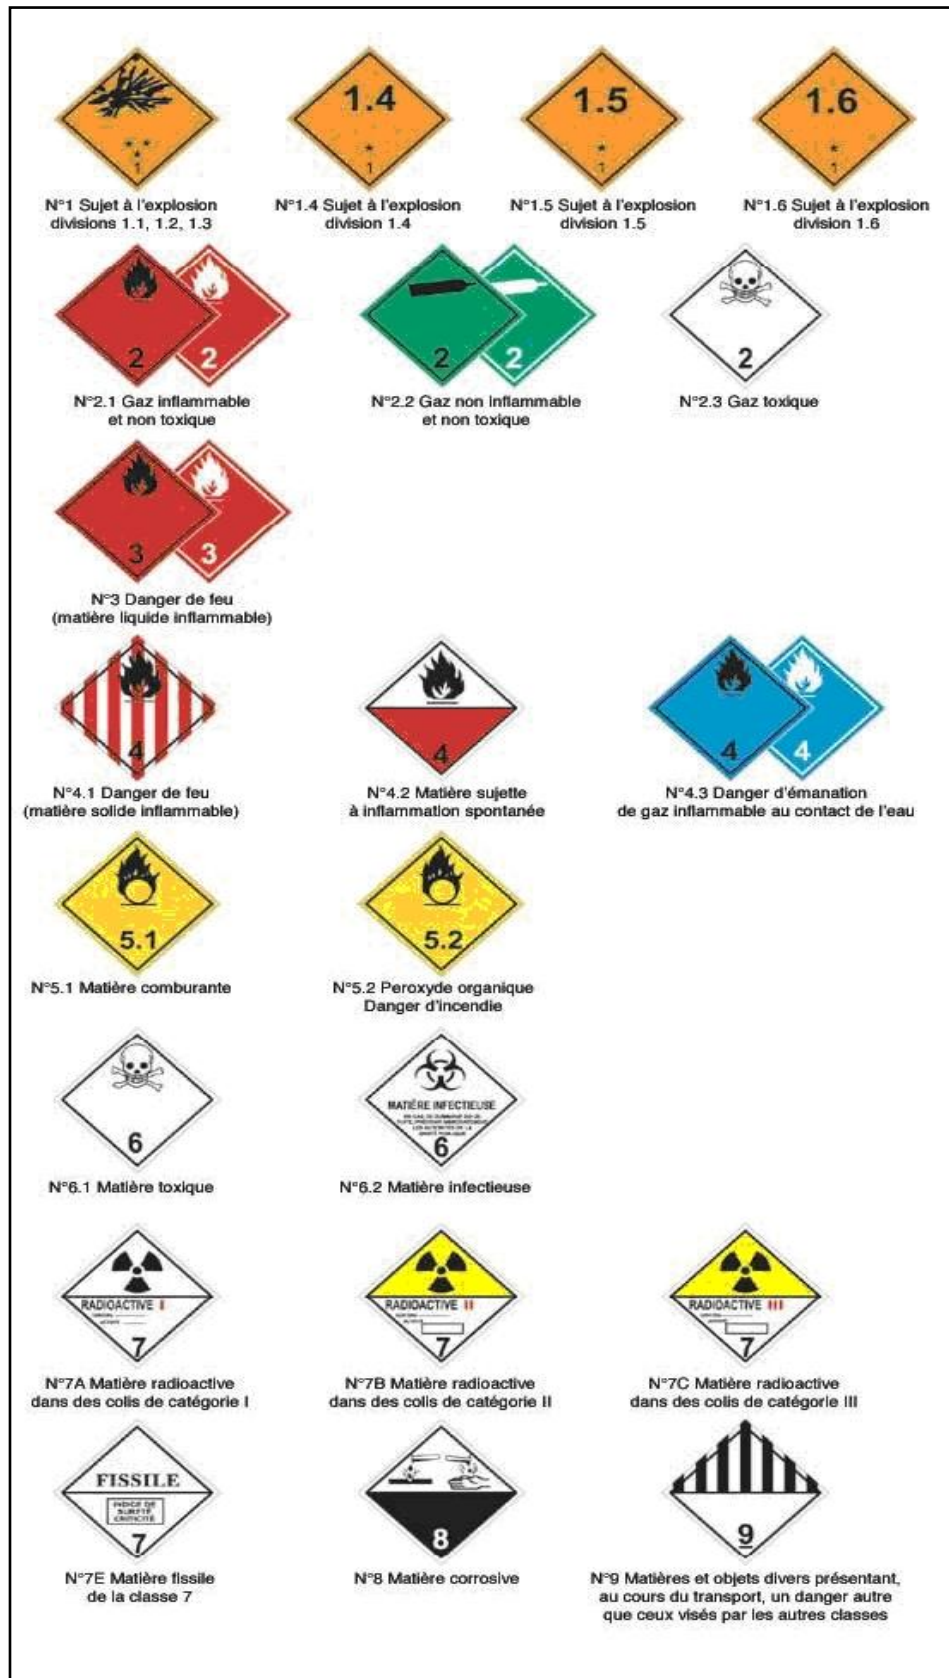 1
1.4
1
1.5
1
1.6
1
N°1 Sujet à l'explosion
divisions 1.1, 1.2, 1.3
N°1.4 Sujet à l'explosion
division 1.4
N°1.5 Sujet à l'explosion
division 1.5
N°1.6 Sujet à l'explosion
division 1.6
2
2
2
2
2
N°2.1 Gaz inflammable
et non toxique
N°2.2 Gaz non inflammable
et non toxique
N°2.3 Gaz toxique
3
3
N°3 Danger de feu
(matière liquide inflammable)
4
4
4
4
N°4.1 Danger de feu
(matière solide inflammable)
N°4.2 Matière sujette
à inflammation spontanée
N°4.3 Danger d'émanation
de gaz inflammable au contact de l'eau
5.1
5.2
N°5.1 Matière comburante
N°5.2 Peroxyde organique
Danger d'incendie
6
MATIÈRE INFECTIEUSE
6
N°6.1 Matière toxique
N°6.2 Matière infectieuse
RADIOACTIVE I
7
RADIOACTIVE II
7
RADIOACTIVE III
7
N°7A Matière radioactive
dans des colis de catégorie I
N°7B Matière radioactive
dans des colis de catégorie II
N°7C Matière radioactive
dans des colis de catégorie III
FISSILE
INDICE DE
SURETÉ
CRITICITÉ
7
8
9
N°7E Matière fissile
de la classe 7
N°8 Matière corrosive
N°9 Matières et objets divers présentant,
au cours du transport, un danger autre
que ceux visés par les autres classes